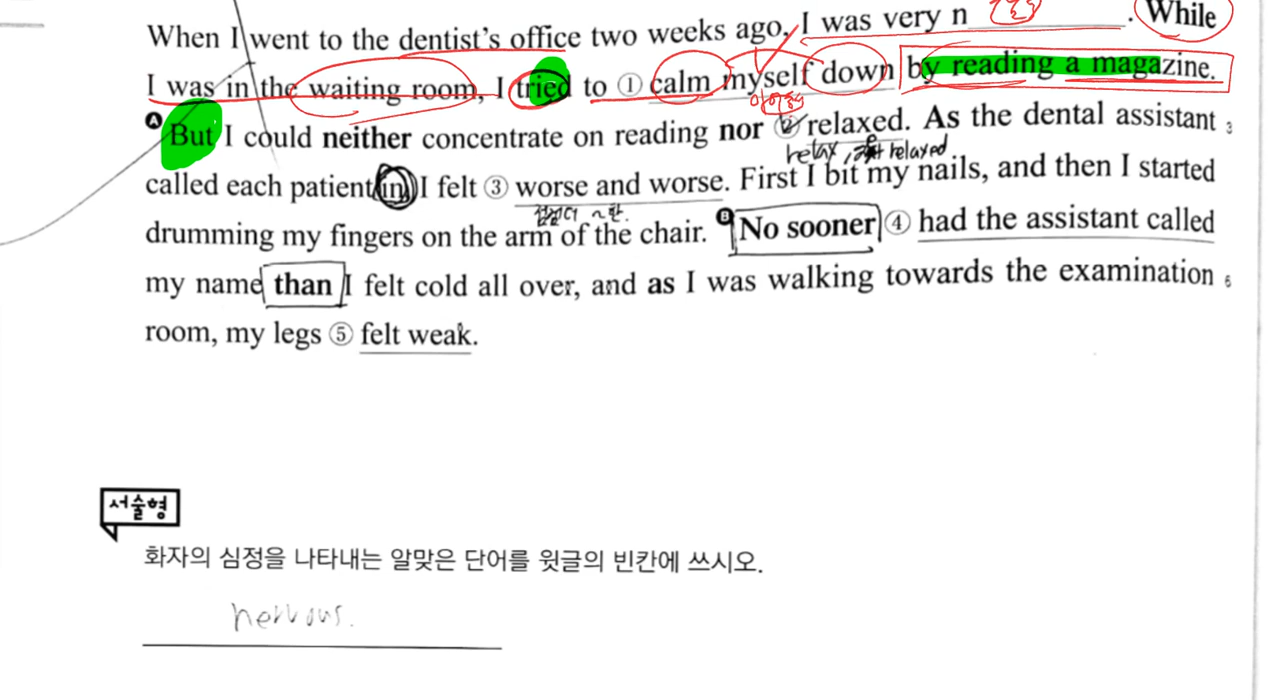 When I went to the dentist's office two weeks ago, I was very n ____________. While
I was in the waiting room, I tried to ① calm myself down by reading a magazine.
Ⓐ But I could neither concentrate on reading nor ② relaxed. As the dental assistant 3
relax, relaxed
called each patient in, I felt ③ worse and worse. First I bit my nails, and then I started
점점더 ~한.
drumming my fingers on the arm of the chair. Ⓑ No sooner ④ had the assistant called
my name than I felt cold all over, and as I was walking towards the examination 6
room, my legs ⑤ felt weak.
서술형
화자의 심정을 나타내는 알맞은 단어를 윗글의 빈칸에 쓰시오.
nervous.